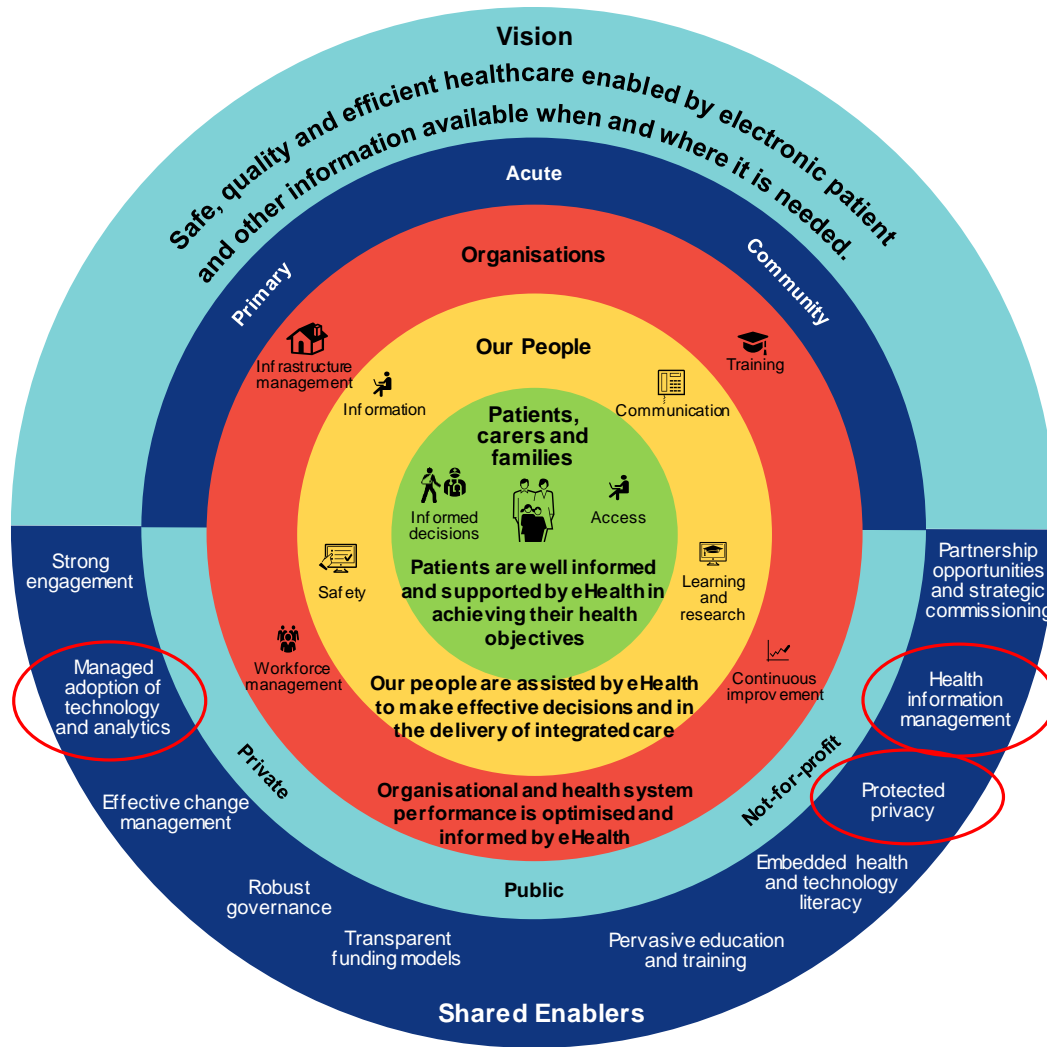 Vision
Safe, quality and efficient healthcare enabled by electronic patient
and other information available when and where it is needed.
Acute
Primary
Community
Organisations
Infrastructure
management
Training
Our People
Information
Communication
Patients,
carers and
families
Informed
decisions
Access
Patients are well informed
and supported by eHealth in
achieving their health
objectives
Safety
Learning
and
research
Workforce
management
Continuous
improvement
Our people are assisted by eHealth
to make effective decisions and in
the delivery of integrated care
Organisational and health system
performance is optimised and
informed by eHealth
Private
Public
Not-for-profit
Strong
engagement
Managed
adoption of
technology
and analytics
Effective change
management
Robust
governance
Transparent
funding models
Partnership
opportunities
and strategic
commissioning
Health
information
management
Protected
privacy
Embedded health
and technology
literacy
Pervasive education
and training
Shared Enablers